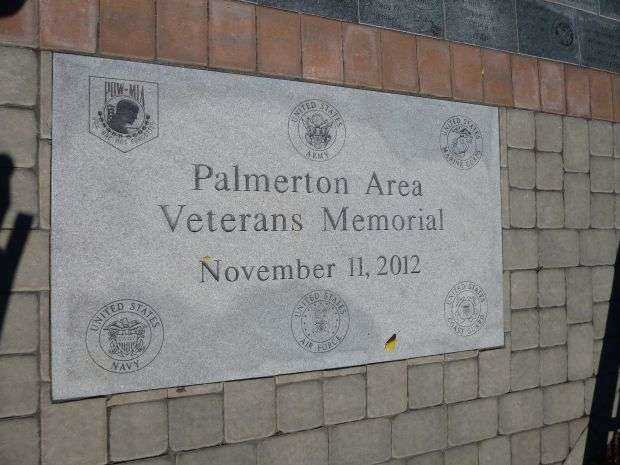 POW-MIA
UNITED STATES
ARMY
UNITED STATES
MARINE CORPS
Palmerton Area
Veterans Memorial
November 11, 2012
UNITED STATES
NAVY
UNITED STATES
AIR FORCE
UNITED STATES
COAST GUARD